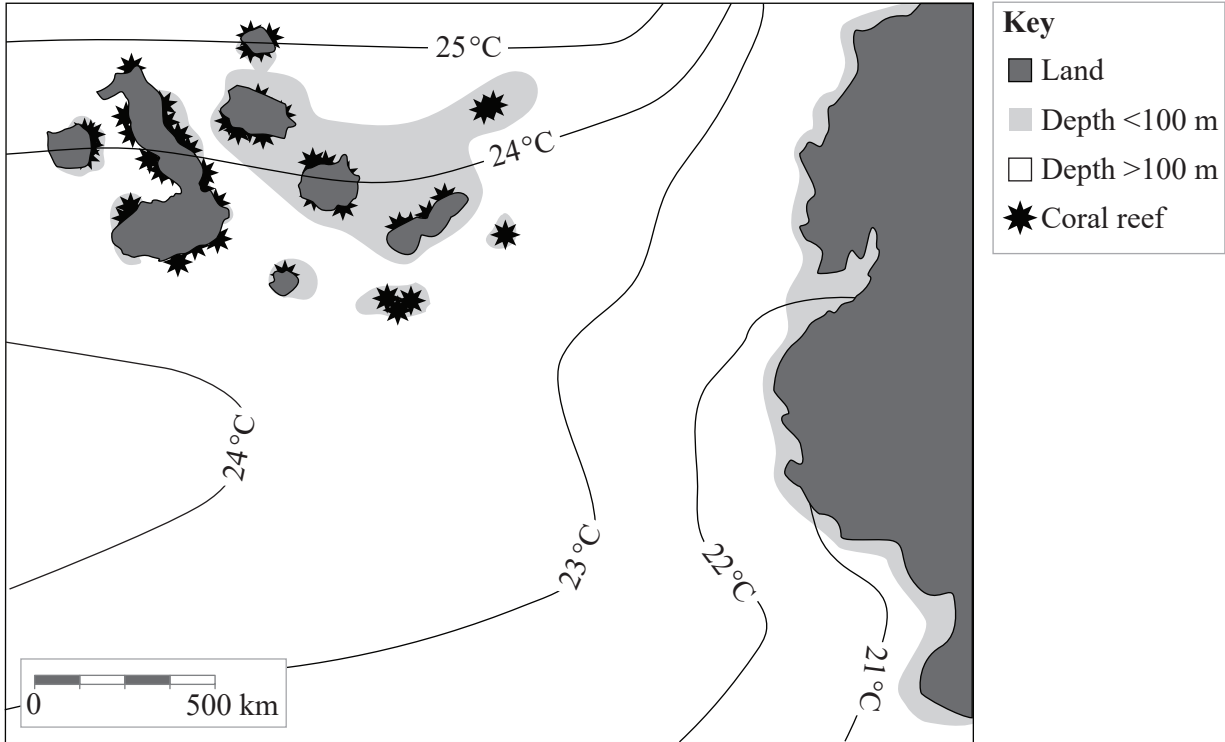 25°C
24°C
24°C
23°C
22°C
21°C
0 500 km
Key
Land
Depth <100 m
Depth >100 m
Coral reef